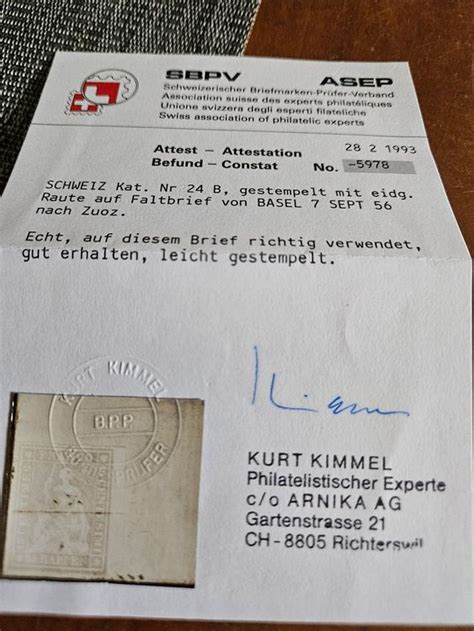 SBPV ASEP
Schweizerischer Briefmarken-Prüfer-Verband
Association suisse des experts philatéliques
Unione svizzera degli esperti filateliche
Swiss association of philatelic experts
Attest – Attestation 28 2 1993
Befund – Constat No. -5978
SCHWEIZ Kat. Nr 24 B, gestempelt mit eidg.
Raute auf Faltbrief von BASEL 7 SEPT 56
nach Zuoz.
Echt, auf diesem Brief richtig verwendet,
gut erhalten, leicht gestempelt.
KURT KIMMEL
BPP
PRÜFER
KURT KIMMEL
Philatelistischer Experte
c/o ARNIKA AG
Gartenstrasse 21
CH-8805 Richterswil